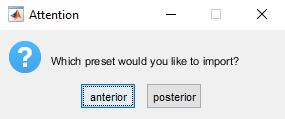 Attention
Which preset would you like to import?
anterior posterior